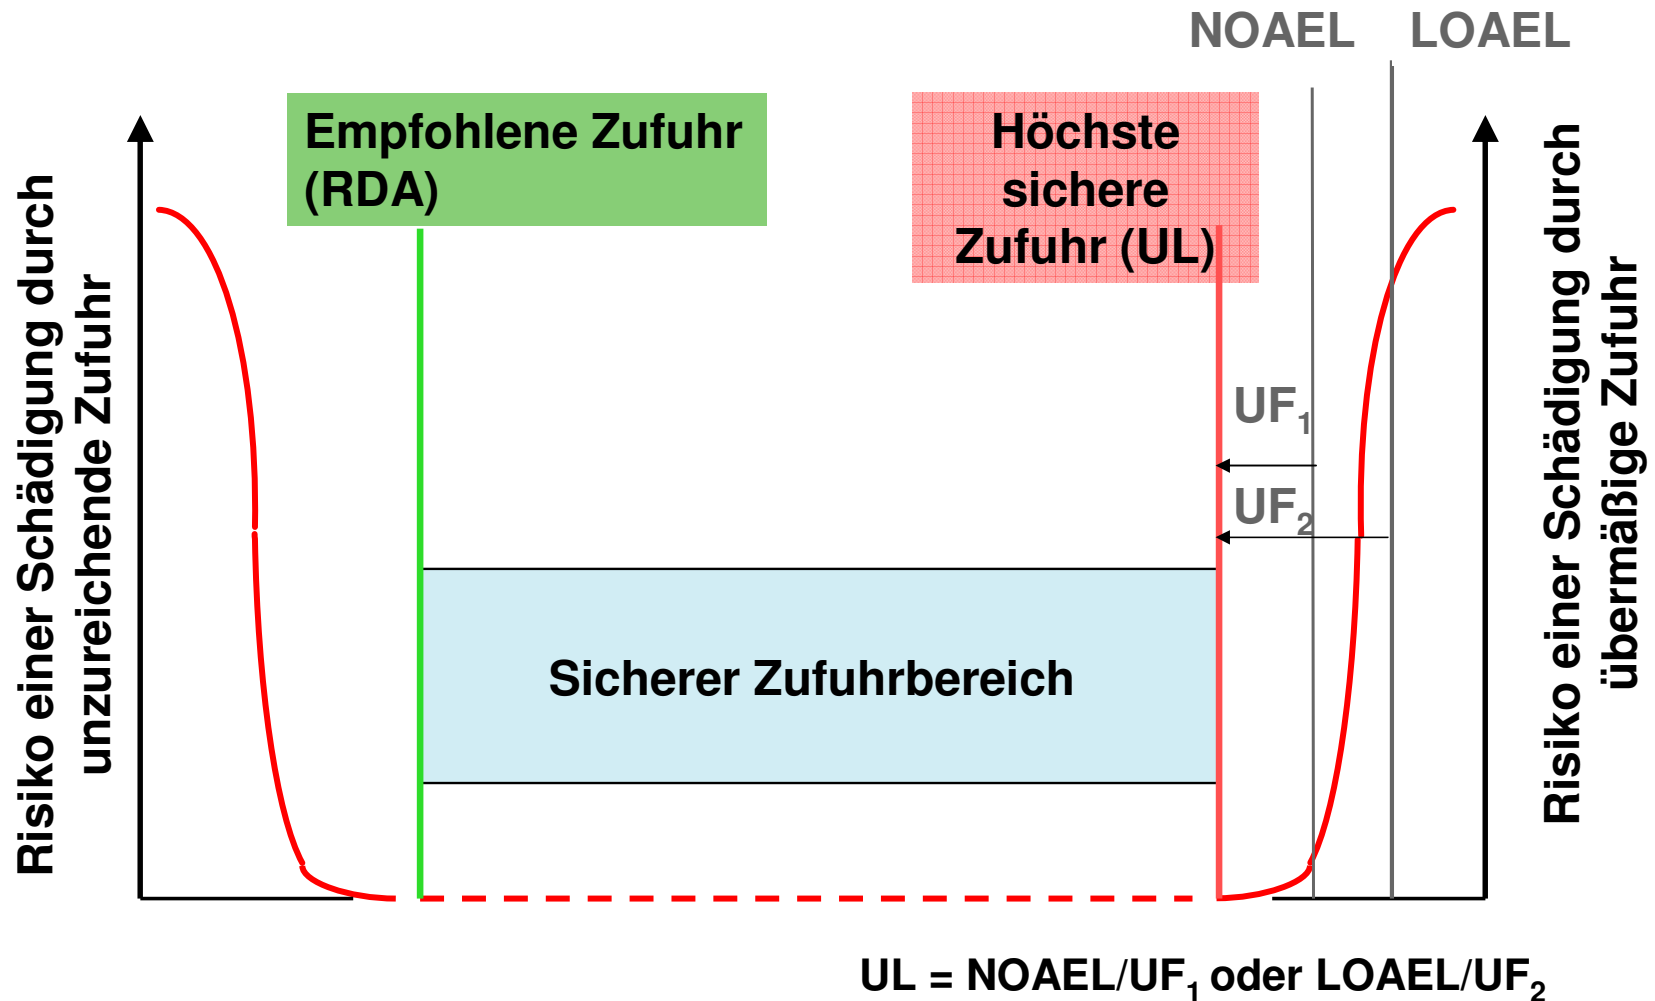 NOAEL
LOAEL
Empfohlene Zufuhr
(RDA)
Höchste
sichere
Zufuhr (UL)
Risiko einer Schädigung durch
unzureichende Zufuhr
Risiko einer Schädigung durch
übermäßige Zufuhr
UF₁
UF₂
Sicherer Zufuhrbereich
UL = NOAEL/UF₁ oder LOAEL/UF₂